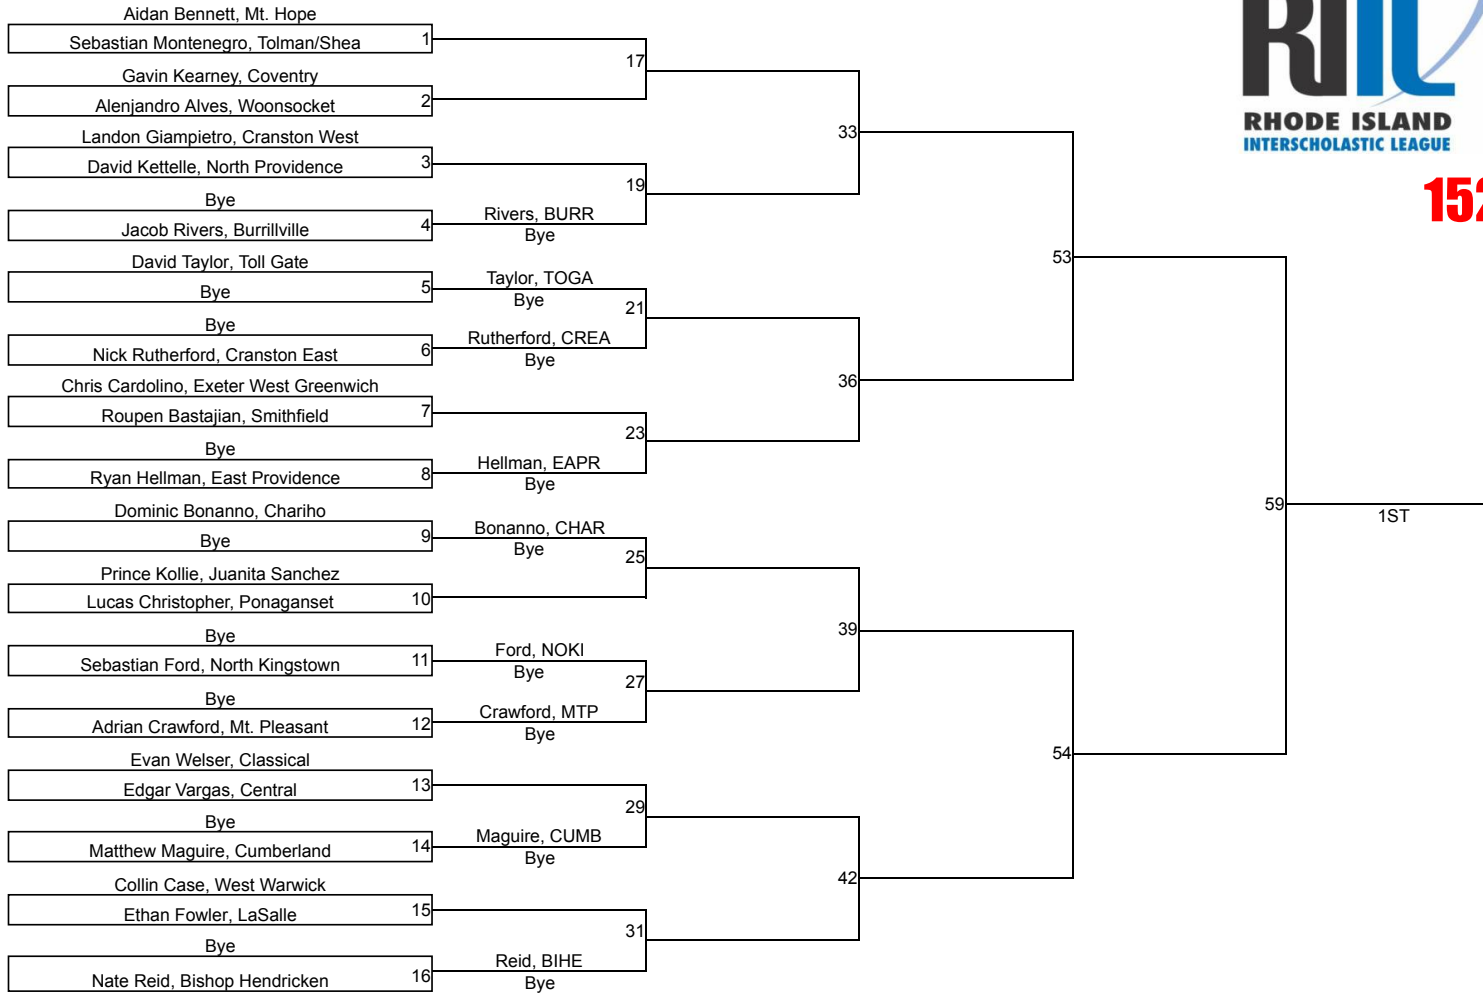 Aidan Bennett, Mt. Hope
Sebastian Montenegro, Tolman/Shea 1
Gavin Kearney, Coventry
Alenjandro Alves, Woonsocket 2
Landon Giampietro, Cranston West
David Kettelle, North Providence 3
Bye
Jacob Rivers, Burrillville 4
David Taylor, Toll Gate
Bye 5
Bye
Nick Rutherford, Cranston East 6
Chris Cardolino, Exeter West Greenwich
Roupen Bastajian, Smithfield 7
Bye
Ryan Hellman, East Providence 8
Dominic Bonanno, Chariho
Bye 9
Prince Kollie, Juanita Sanchez
Lucas Christopher, Ponaganset 10
Bye
Sebastian Ford, North Kingstown 11
Bye
Adrian Crawford, Mt. Pleasant 12
Evan Welser, Classical
Edgar Vargas, Central 13
Bye
Matthew Maguire, Cumberland 14
Collin Case, West Warwick
Ethan Fowler, LaSalle 15
Bye
Nate Reid, Bishop Hendricken 16
17
19
Rivers, BURR
Bye
Taylor, TOGA
Bye
21
Rutherford, CREA
Bye
23
Hellman, EAPR
Bye
Bonanno, CHAR
Bye
25
Ford, NOKI
Bye
27
Crawford, MTP
Bye
29
Maguire, CUMB
Bye
31
Reid, BIHE
Bye
33
36
39
42
53
54
59
1ST
RIIL
RHODE ISLAND
INTERSCHOLASTIC LEAGUE
152